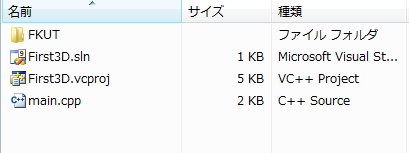 名前 サイズ 種類
FKUT ファイル フォルダ
First3D.sln 1 KB Microsoft Visual St...
First3D.vcproj 5 KB VC++ Project
main.cpp 2 KB C++ Source